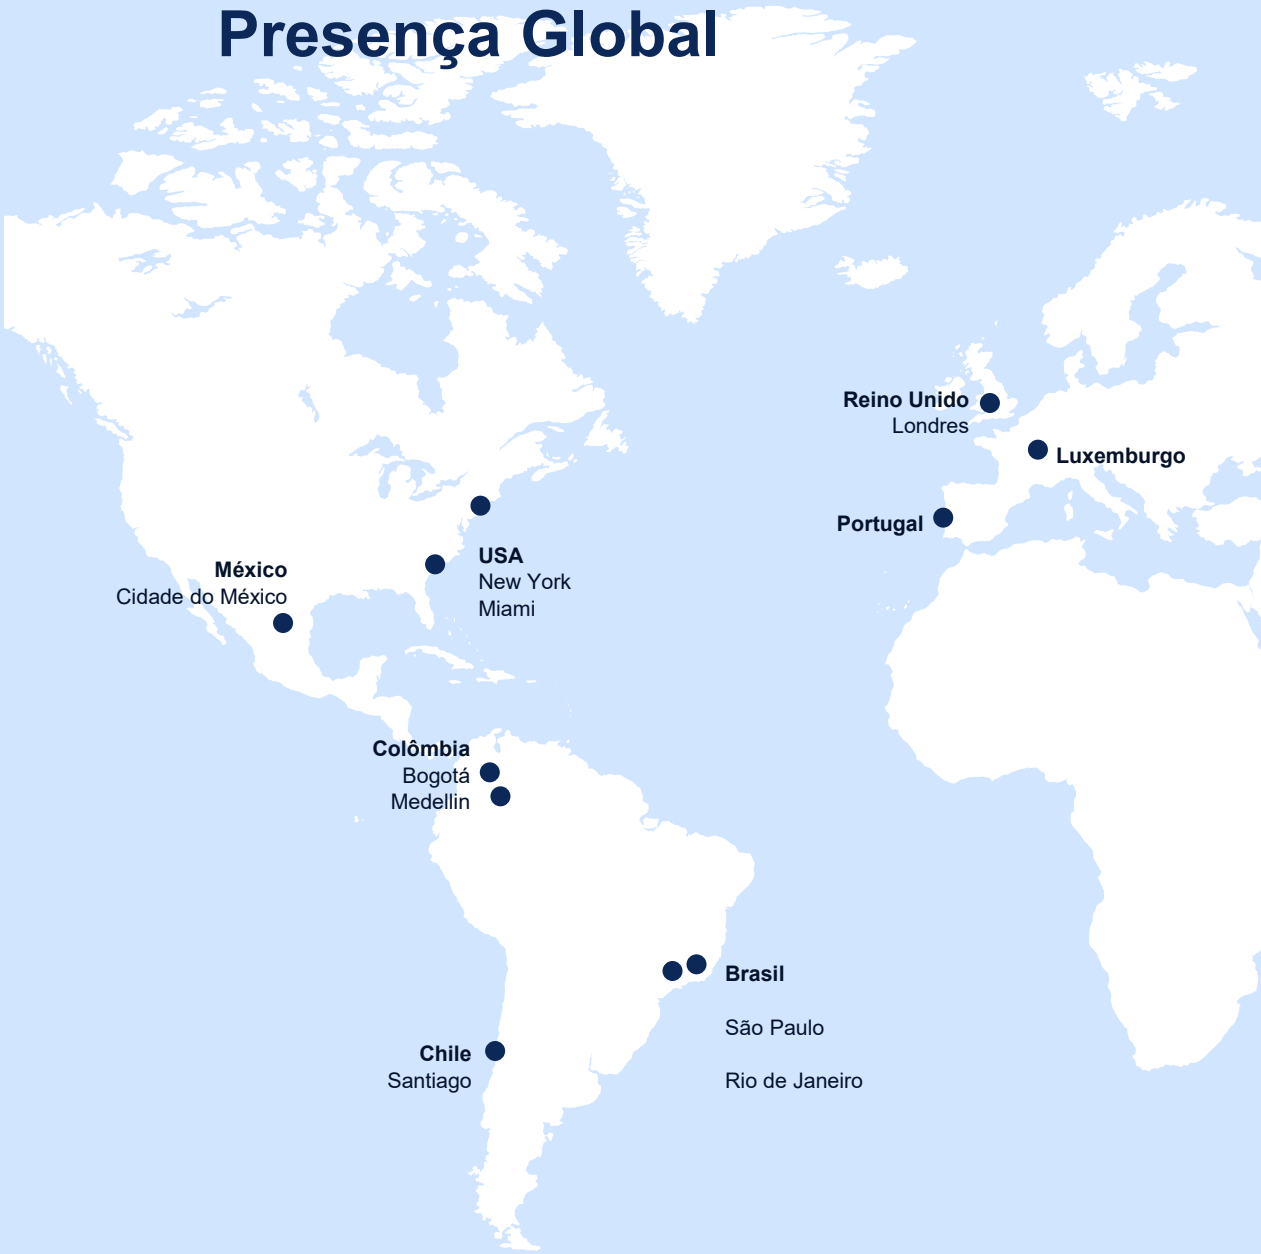 Presença Global
Reino Unido
Londres
Luxemburgo
Portugal
USA
New York
Miami
México
Cidade do México
Colômbia
Bogotá
Medellin
Brasil
São Paulo
Rio de Janeiro
Chile
Santiago